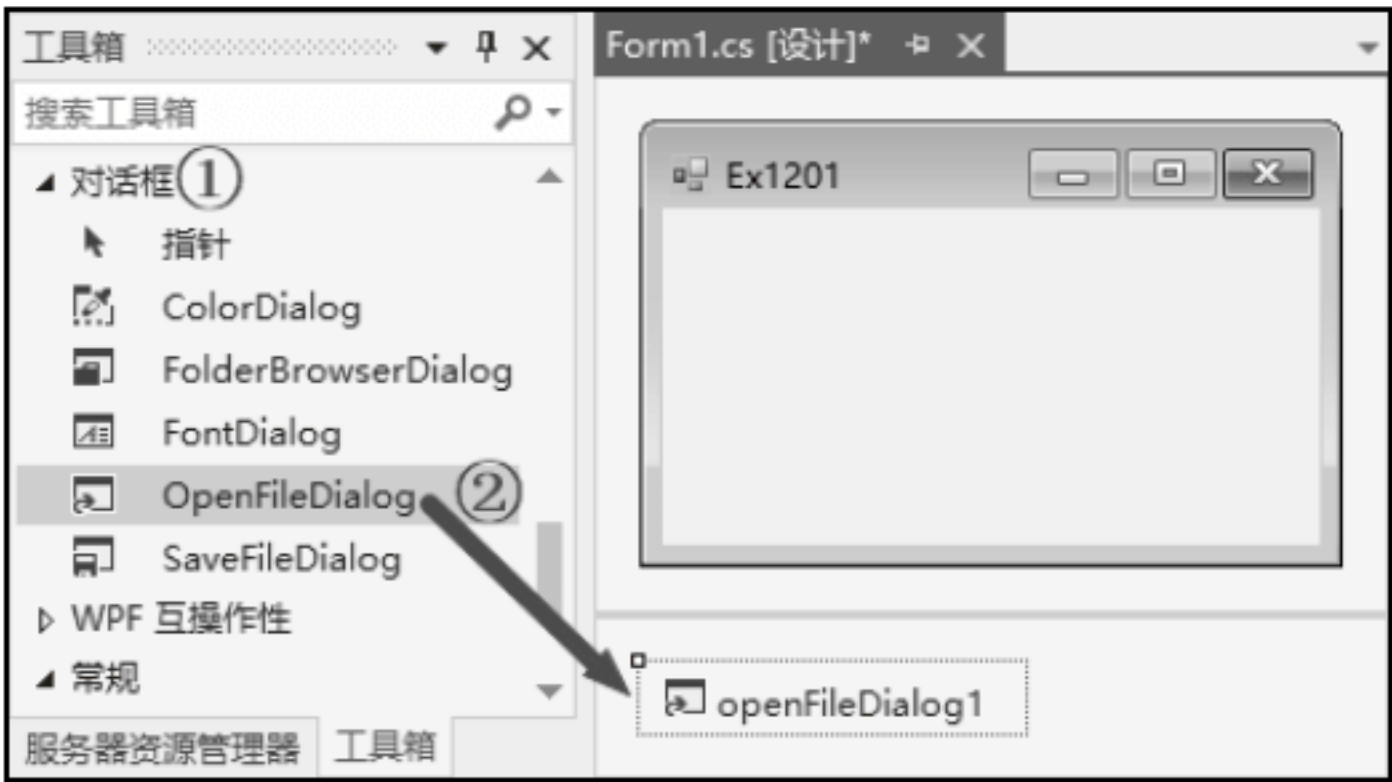 工具箱
搜索工具箱
对话框①
指针
ColorDialog
FolderBrowserDialog
FontDialog
OpenFileDialog ②
SaveFileDialog
WPF 互操作性
常规
服务器资源管理器 工具箱
Form1.cs [设计]*
Ex1201
openFileDialog1